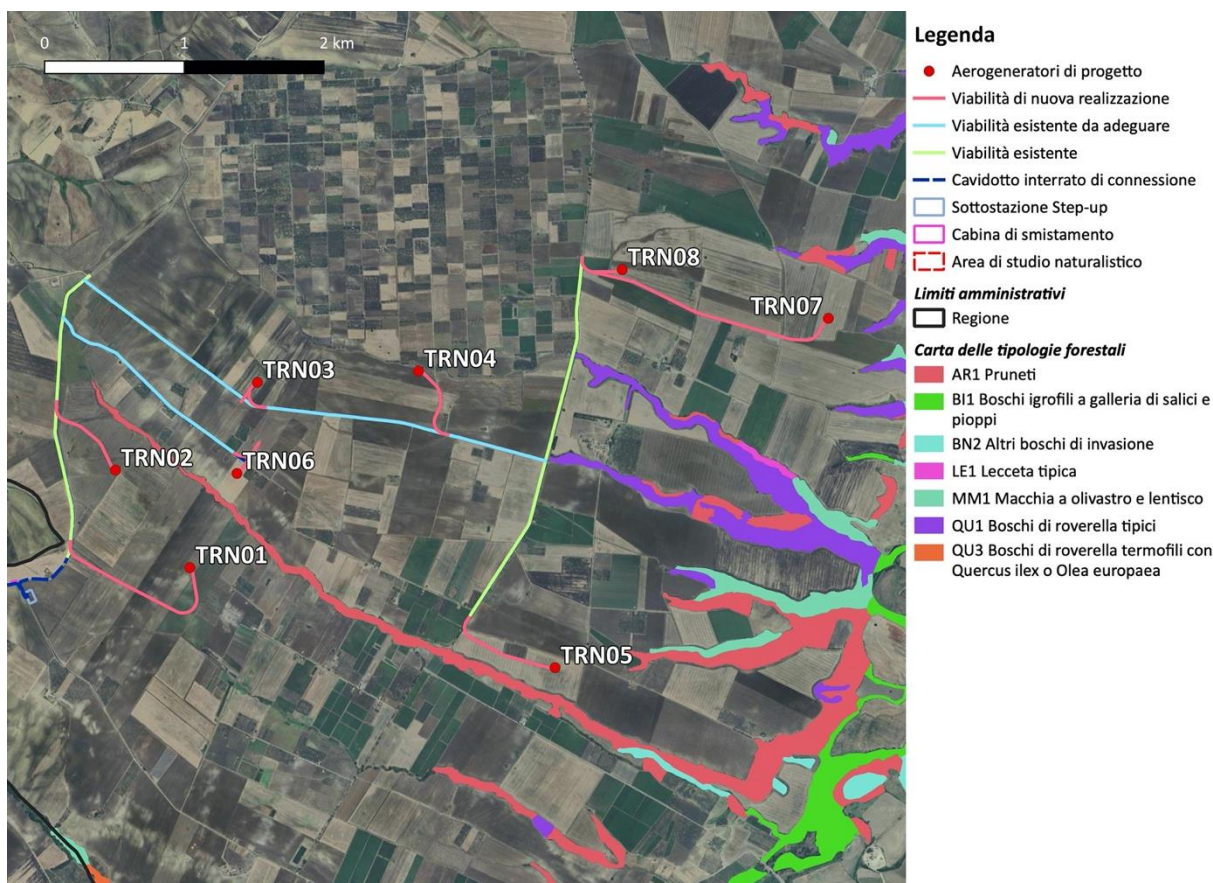 0 1 2 km
TRN08
TRN07
TRN03
TRN04
TRN02
TRN06
TRN01
TRN05
Legenda
Aerogeneratori di progetto
Viabilità di nuova realizzazione
Viabilità esistente da adeguare
Viabilità esistente
Cavidotto interrato di connessione
Sottostazione Step-up
Cabina di smistamento
Area di studio naturalistico
Limiti amministrativi
Regione
Carta delle tipologie forestali
AR1 Pruneti
BI1 Boschi igrofili a galleria di salici e
pioppi
BN2 Altri boschi di invasione
LE1 Lecceta tipica
MM1 Macchia a olivastro e lentisco
QU1 Boschi di roverella tipici
QU3 Boschi di roverella termofili con
Quercus ilex o Olea europaea